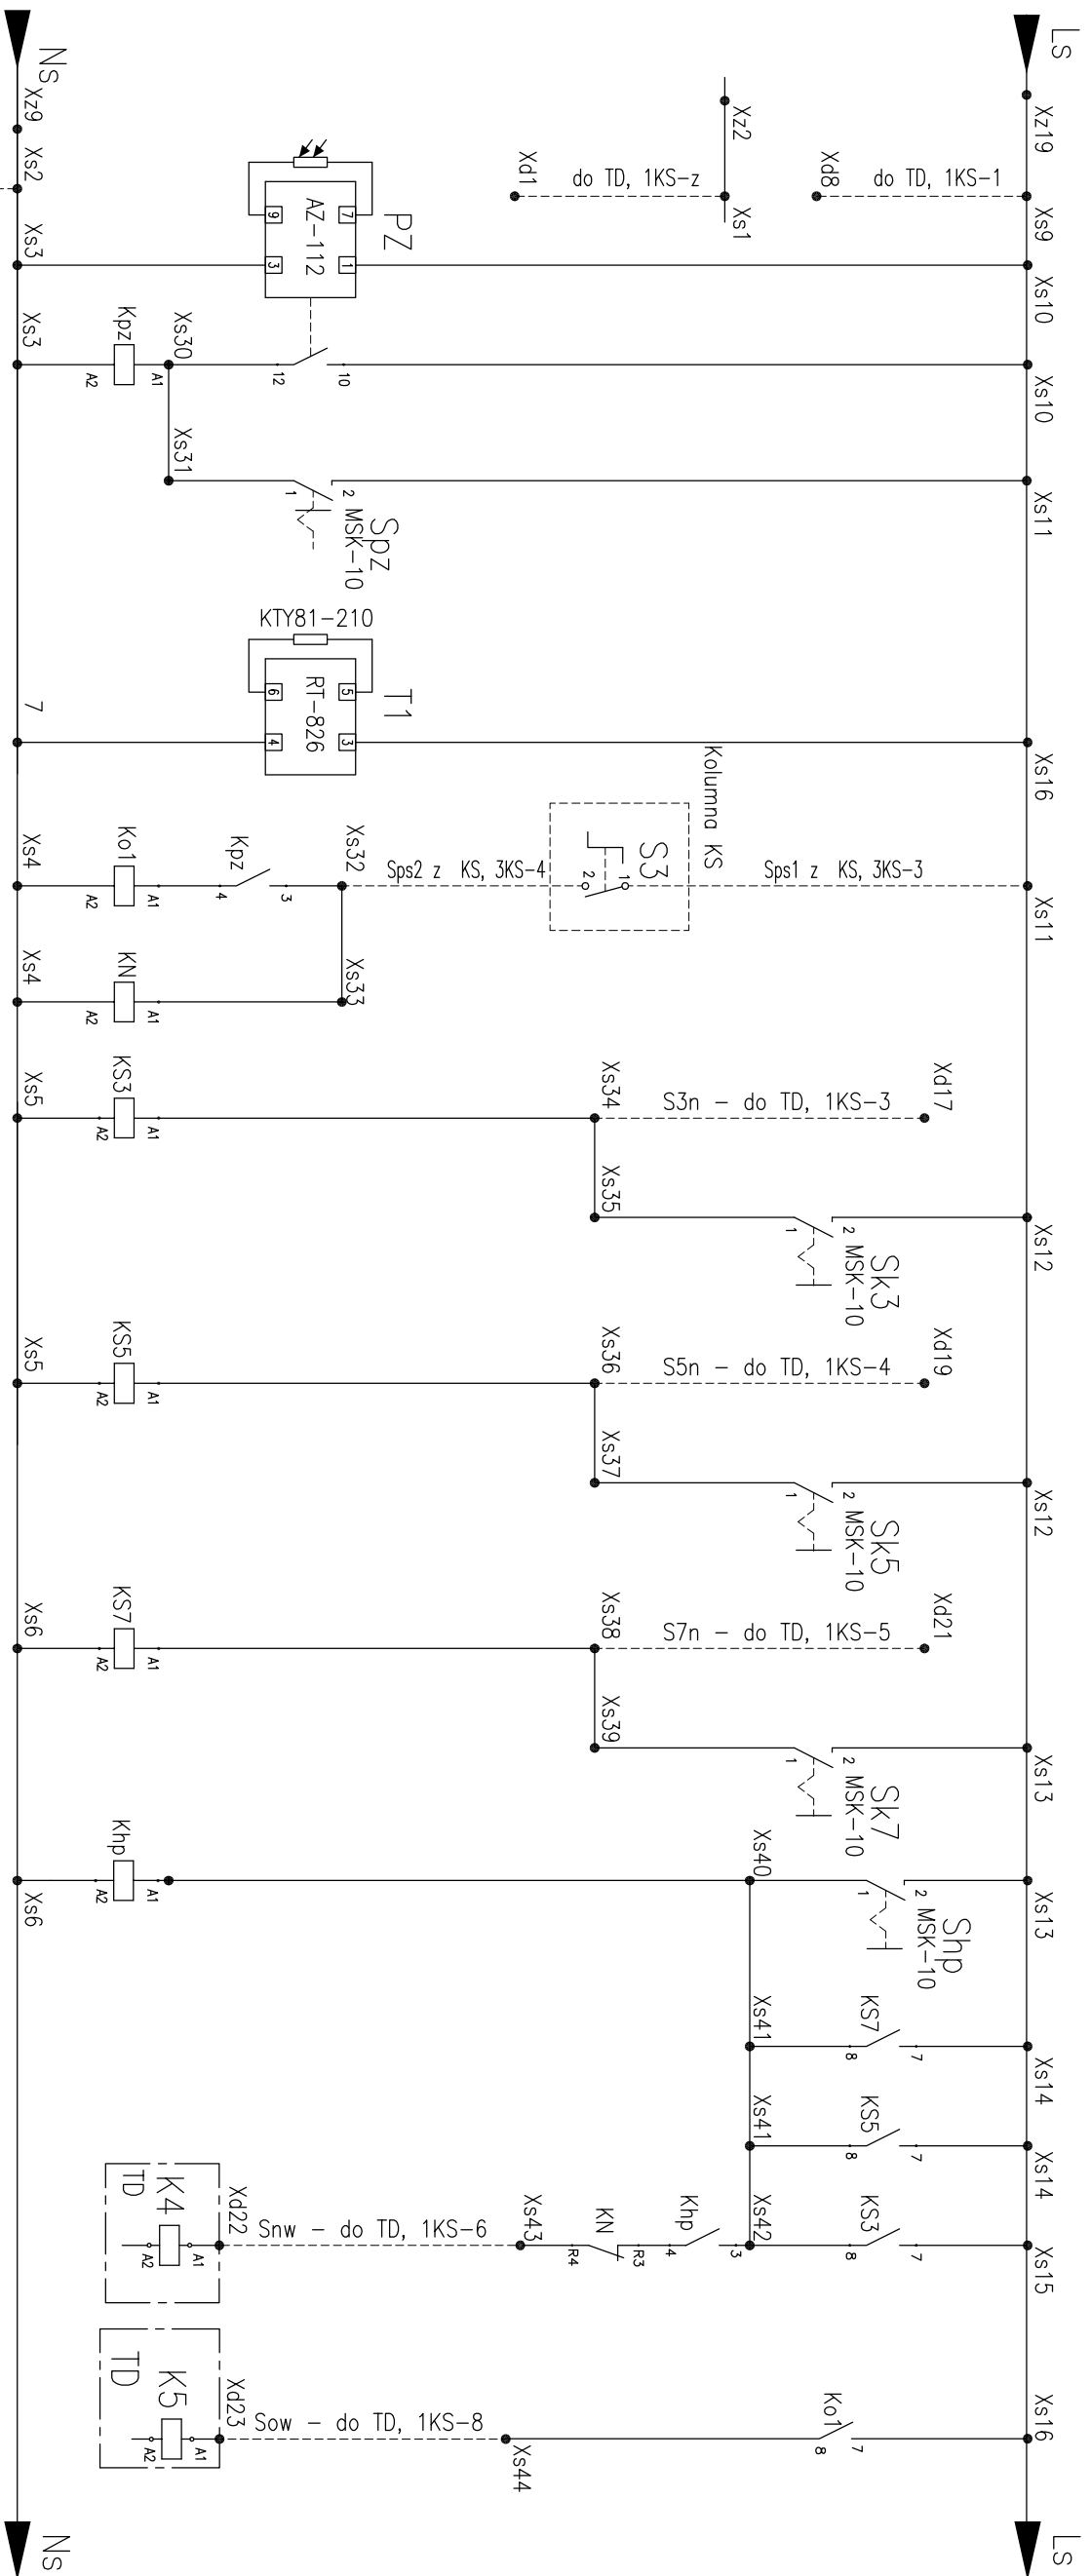 Ls
Xz19
Xs9
Xs10
Xs10
Xs11
Xs16
Xs11
Xs12
Xs12
Xs13
Xs13
Xs14
Xs14
Xs15
Xs16
Ls
do TD, 1KS-1
Xd8
Xz2
Xs1
do TD, 1KS-z
Xd1
PZ
AZ-112
7
9
1
3
10
12
Xs30
Kpz
A1
A2
Xs31
Spz
MSK-10
2
1
T1
KTY81-210
RT-826
5
6
3
4
Kolumna KS
S3
1
2
Sps1 z KS, 3KS-3
Sps2 z KS, 3KS-4
Xs32
Kpz
3
4
Ko1
A1
A2
Xs33
KN
A1
A2
Xd17
S3n - do TD, 1KS-3
Xs34
KS3
A1
A2
Xs35
Sk3
MSK-10
2
1
Xd19
S5n - do TD, 1KS-4
Xs36
KS5
A1
A2
Xs37
Sk5
MSK-10
2
1
Xd21
S7n - do TD, 1KS-5
Xs38
KS7
A1
A2
Xs39
Sk7
MSK-10
2
1
Shp
MSK-10
2
1
Xs40
Khp
A1
A2
KS7
7
8
Xs41
KS5
7
8
Xs41
KS3
7
8
Xs42
Khp
3
4
KN
R3
R4
Xs43
Snw - do TD, 1KS-6
Xd22
K4
TD
A1
A2
Ko1
7
8
Xs44
Sow - do TD, 1KS-8
Xd23
K5
TD
A1
A2
Ns
Xz9
Xs2
Xs3
Xs3
7
Xs4
Xs4
Xs5
Xs5
Xs6
Xs6
Ns